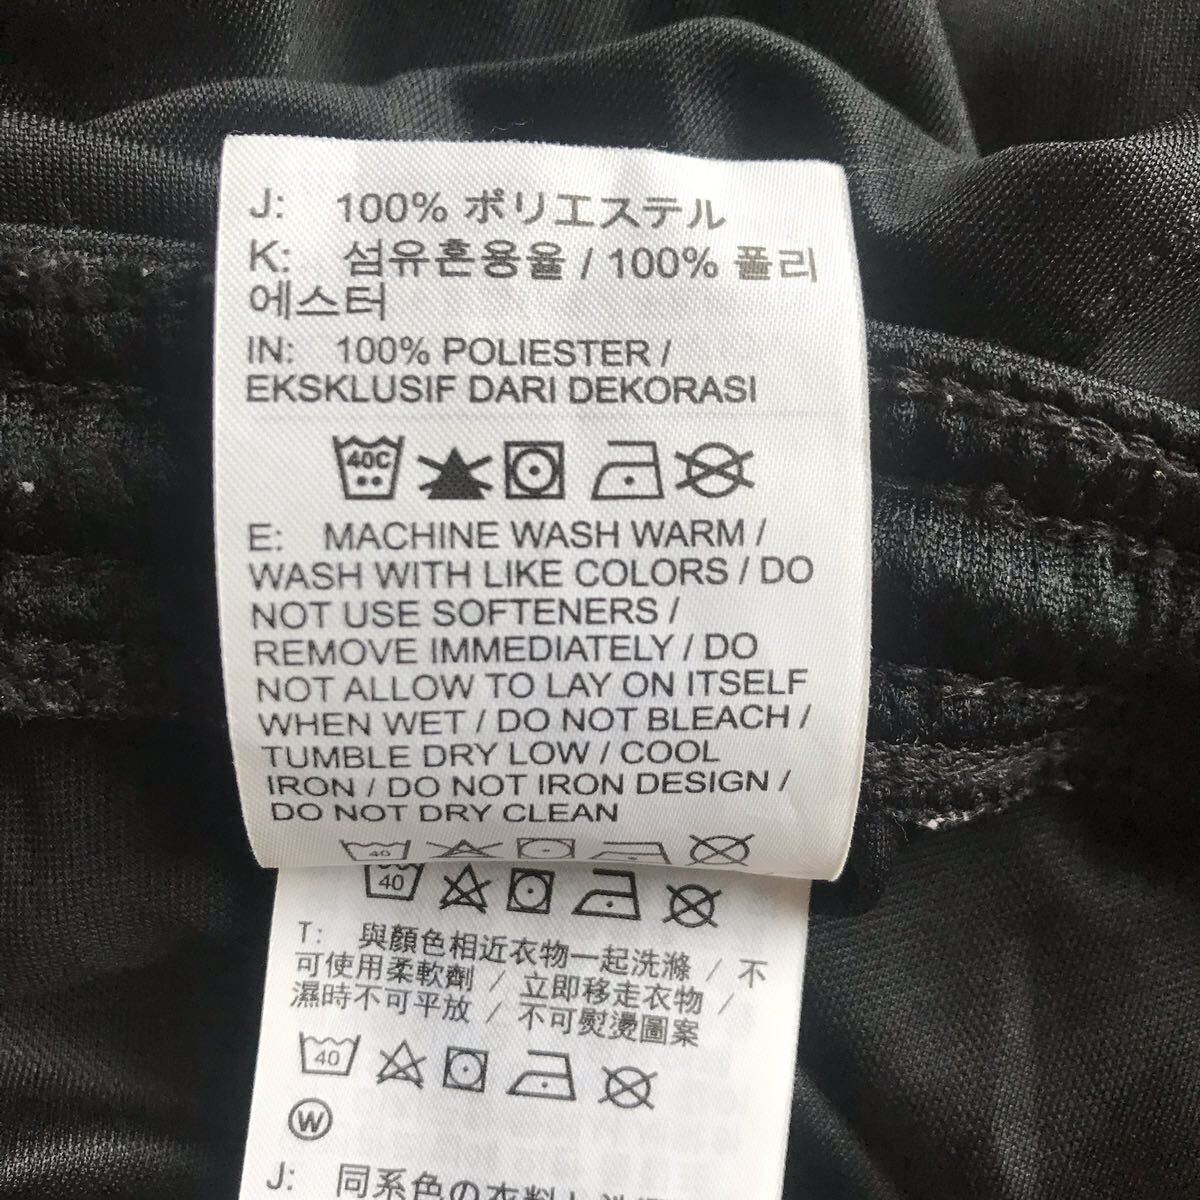 J: 100% ポリエステル
K: 섬유혼용율 / 100% 폴리
에스터
IN: 100% POLIESTER /
EKSKLUSIF DARI DEKORASI
40C
E: MACHINE WASH WARM /
WASH WITH LIKE COLORS / DO
NOT USE SOFTENERS /
REMOVE IMMEDIATELY / DO
NOT ALLOW TO LAY ON ITSELF
WHEN WET / DO NOT BLEACH /
TUMBLE DRY LOW / COOL
IRON / DO NOT IRON DESIGN /
DO NOT DRY CLEAN
40
40
T: 與顏色相近衣物一起洗滌 / 不
可使用柔軟劑 / 立即移走衣物 /
濕時不可平放 / 不可熨燙圖案
40
W
J: 同系色の衣料と洗